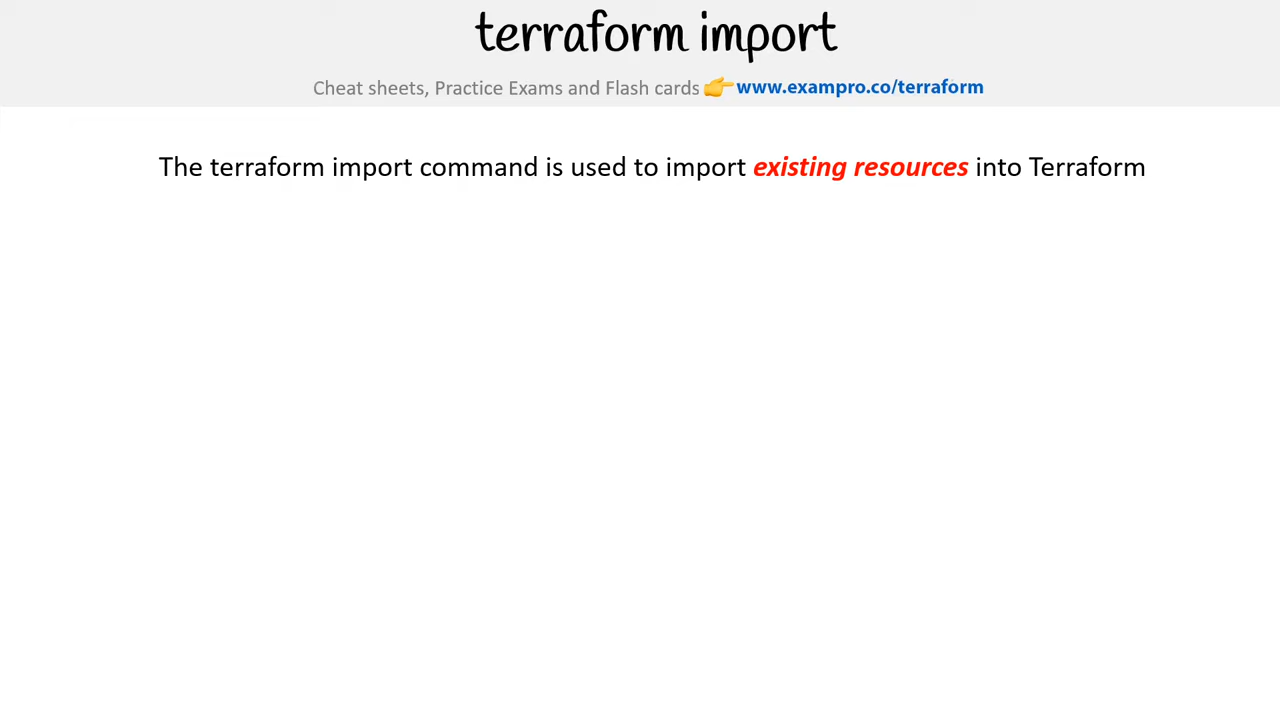 terraform import
Cheat sheets, Practice Exams and Flash cards 👉 www.exampro.co/terraform
The terraform import command is used to import existing resources into Terraform